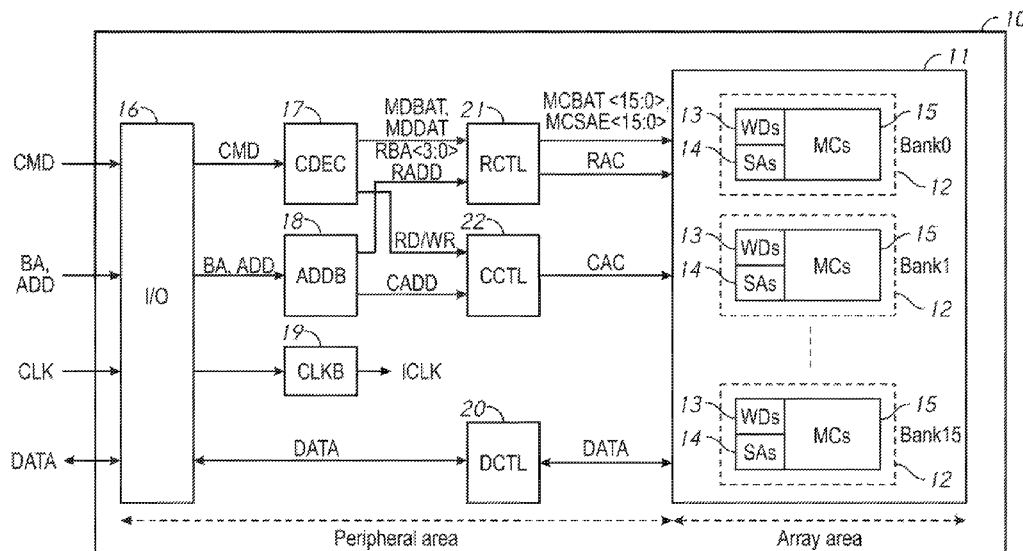 10
11
16
17
MDBAT,
MDDAT
21
MCBAT <15:0>,
MCSAE<15:0>
13
WDs
15
CMD
CMD
CDEC
RBA<3:0>
RADD
RCTL
RAC
14
SAs
MCs
Bank0
12
18
RD/WR
22
13
WDs
15
BA,
ADD
I/O
BA, ADD
ADDB
CADD
CCTL
CAC
14
SAs
MCs
Bank1
12
19
CLK
CLKB
ICLK
20
13
WDs
15
DATA
DATA
DCTL
DATA
14
SAs
MCs
Bank15
12
Peripheral area
Array area